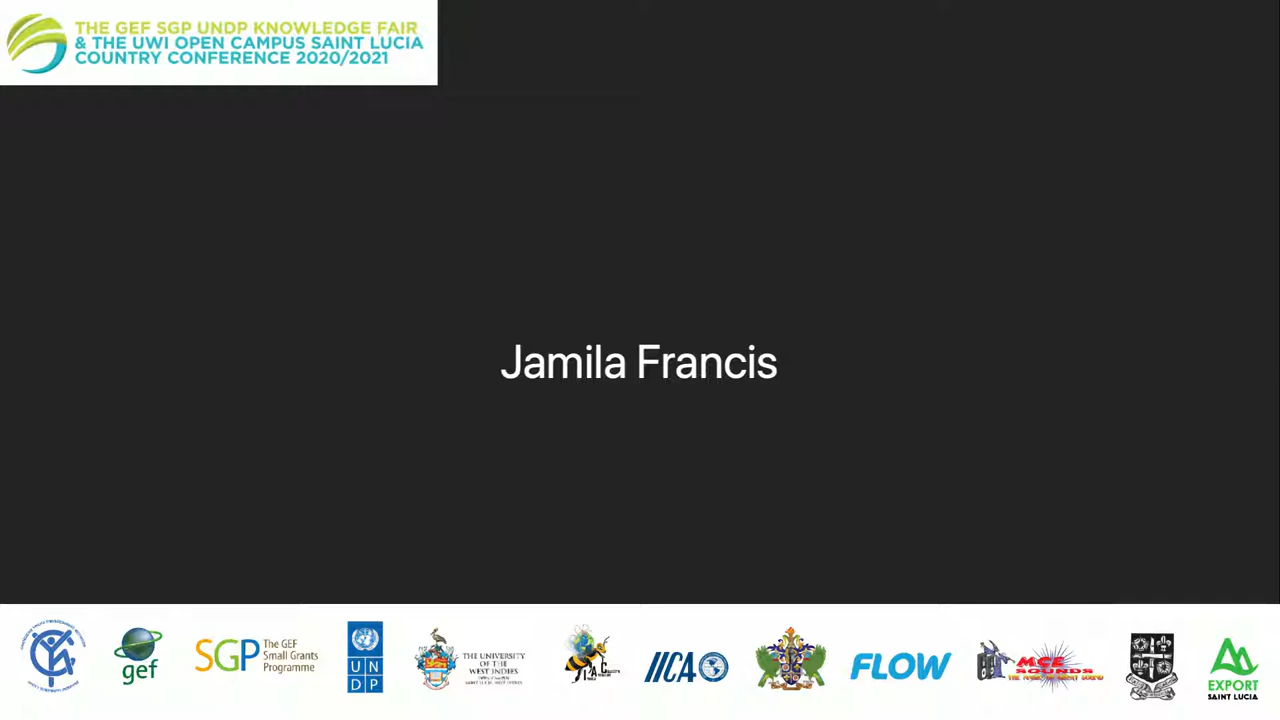 THE GEF SGP UNDP KNOWLEDGE FAIR
& THE UWI OPEN CAMPUS SAINT LUCIA
COUNTRY CONFERENCE 2020/2021
Jamila Francis
gef
SGP
The GEF
Small Grants
Programme
U N
D P
THE UNIVERSITY
OF THE
WEST INDIES
IICA
FLOW
MCE
SOUNDS
EXPORT
SAINT LUCIA